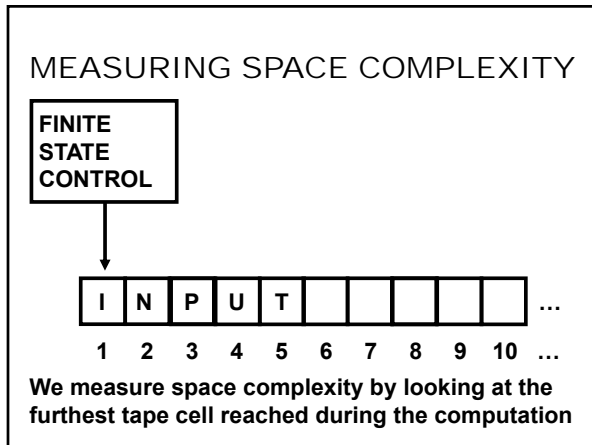 MEASURING SPACE COMPLEXITY
FINITE
STATE
CONTROL
I N P U T ...
1 2 3 4 5 6 7 8 9 10 ...
We measure space complexity by looking at the
furthest tape cell reached during the computation